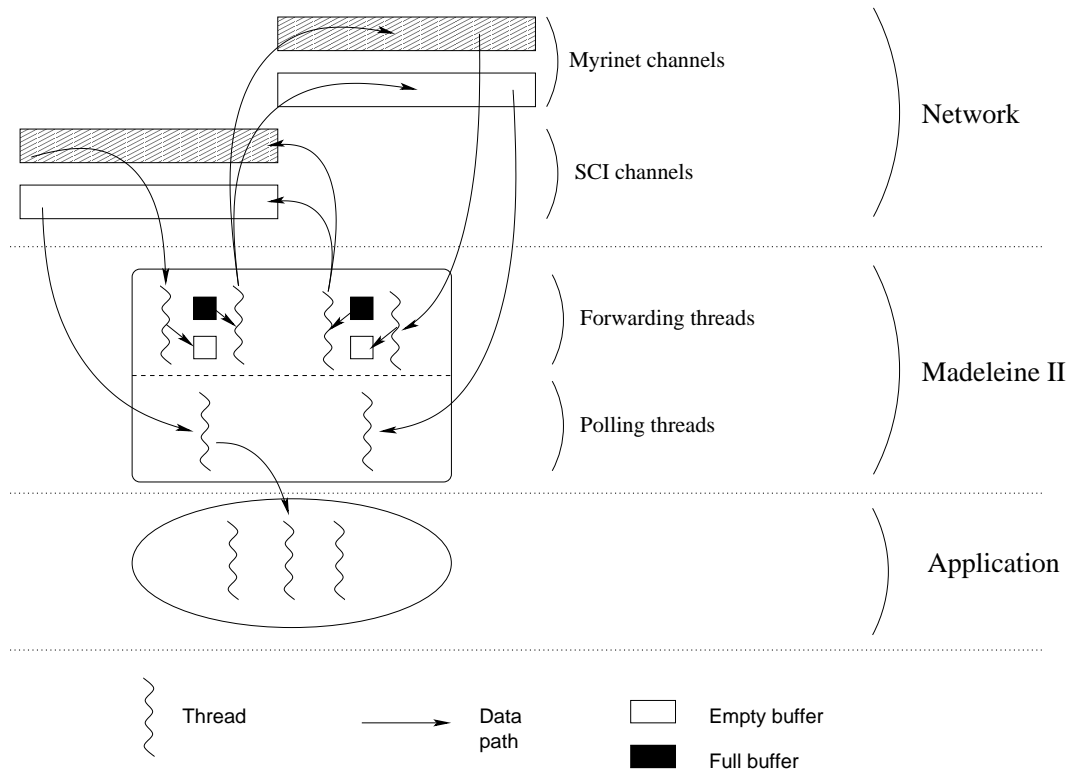 Myrinet channels
Network
SCI channels
Forwarding threads
Madeleine II
Polling threads
Application
Thread
Data
path
Empty buffer
Full buffer